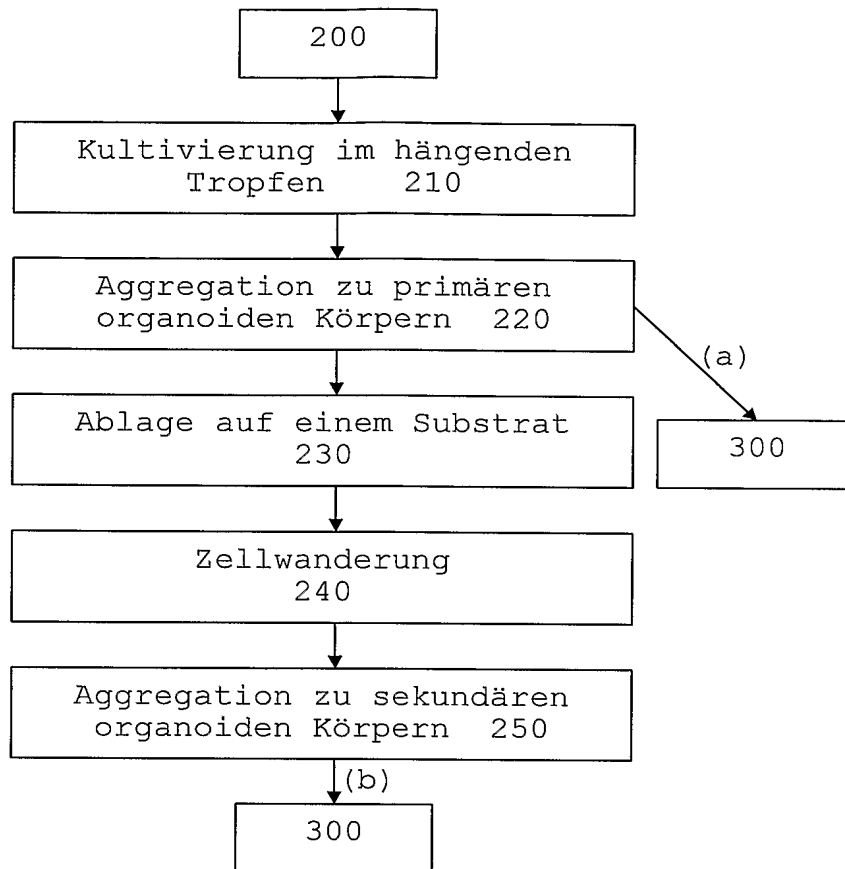 200
Kultivierung im hängenden
Tropfen 210
Aggregation zu primären
organoiden Körpern 220
(a)
Ablage auf einem Substrat
230
300
Zellwanderung
240
Aggregation zu sekundären
organoiden Körpern 250
(b)
300